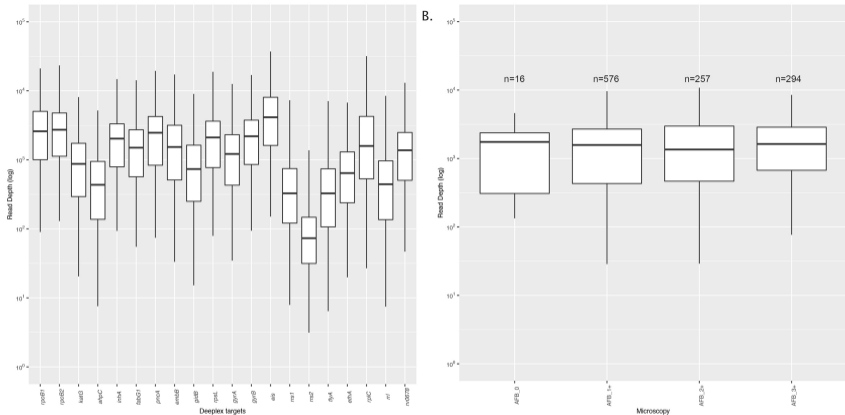 B.
10⁵
10⁴
10³
10²
10¹
10⁰
Read Depth (log)
rpoB1
rpoB2
katG
ahpC
inhA
fabG1
pncA
embB
gidB
rpsL
gyrA
gyrB
eis
rrs1
rrs2
tlyA
ethA
rplC
rrl
rv0678
Deeplex targets
10⁵
10⁴
10³
10²
10¹
10⁰
Read Depth (log)
n=16
n=576
n=257
n=294
AFB_0
AFB_1+
AFB_2+
AFB_3+
Microscopy